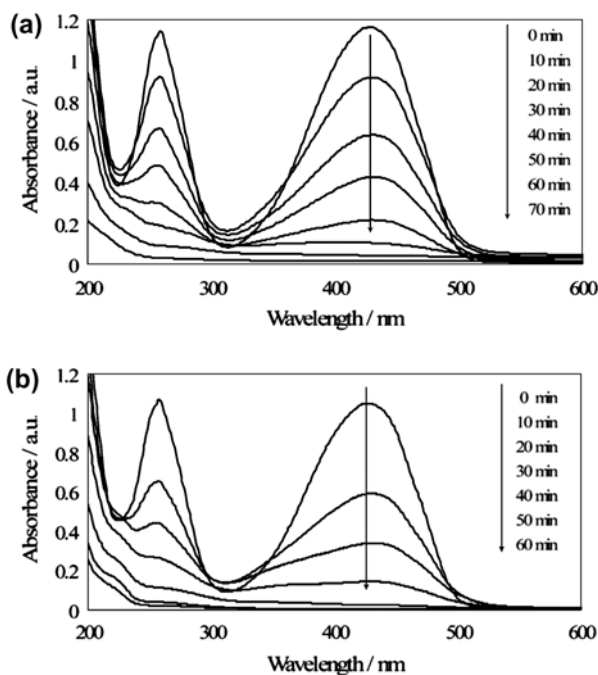 (a)
1.2
1
0.8
0.6
0.4
0.2
0
Absorbance / a.u.
0 min
10 min
20 min
30 min
40 min
50 min
60 min
70 min
200 300 400 500 600
Wavelength / nm
(b)
1.2
1
0.8
0.6
0.4
0.2
0
Absorbance / a.u.
0 min
10 min
20 min
30 min
40 min
50 min
60 min
200 300 400 500 600
Wavelength / nm